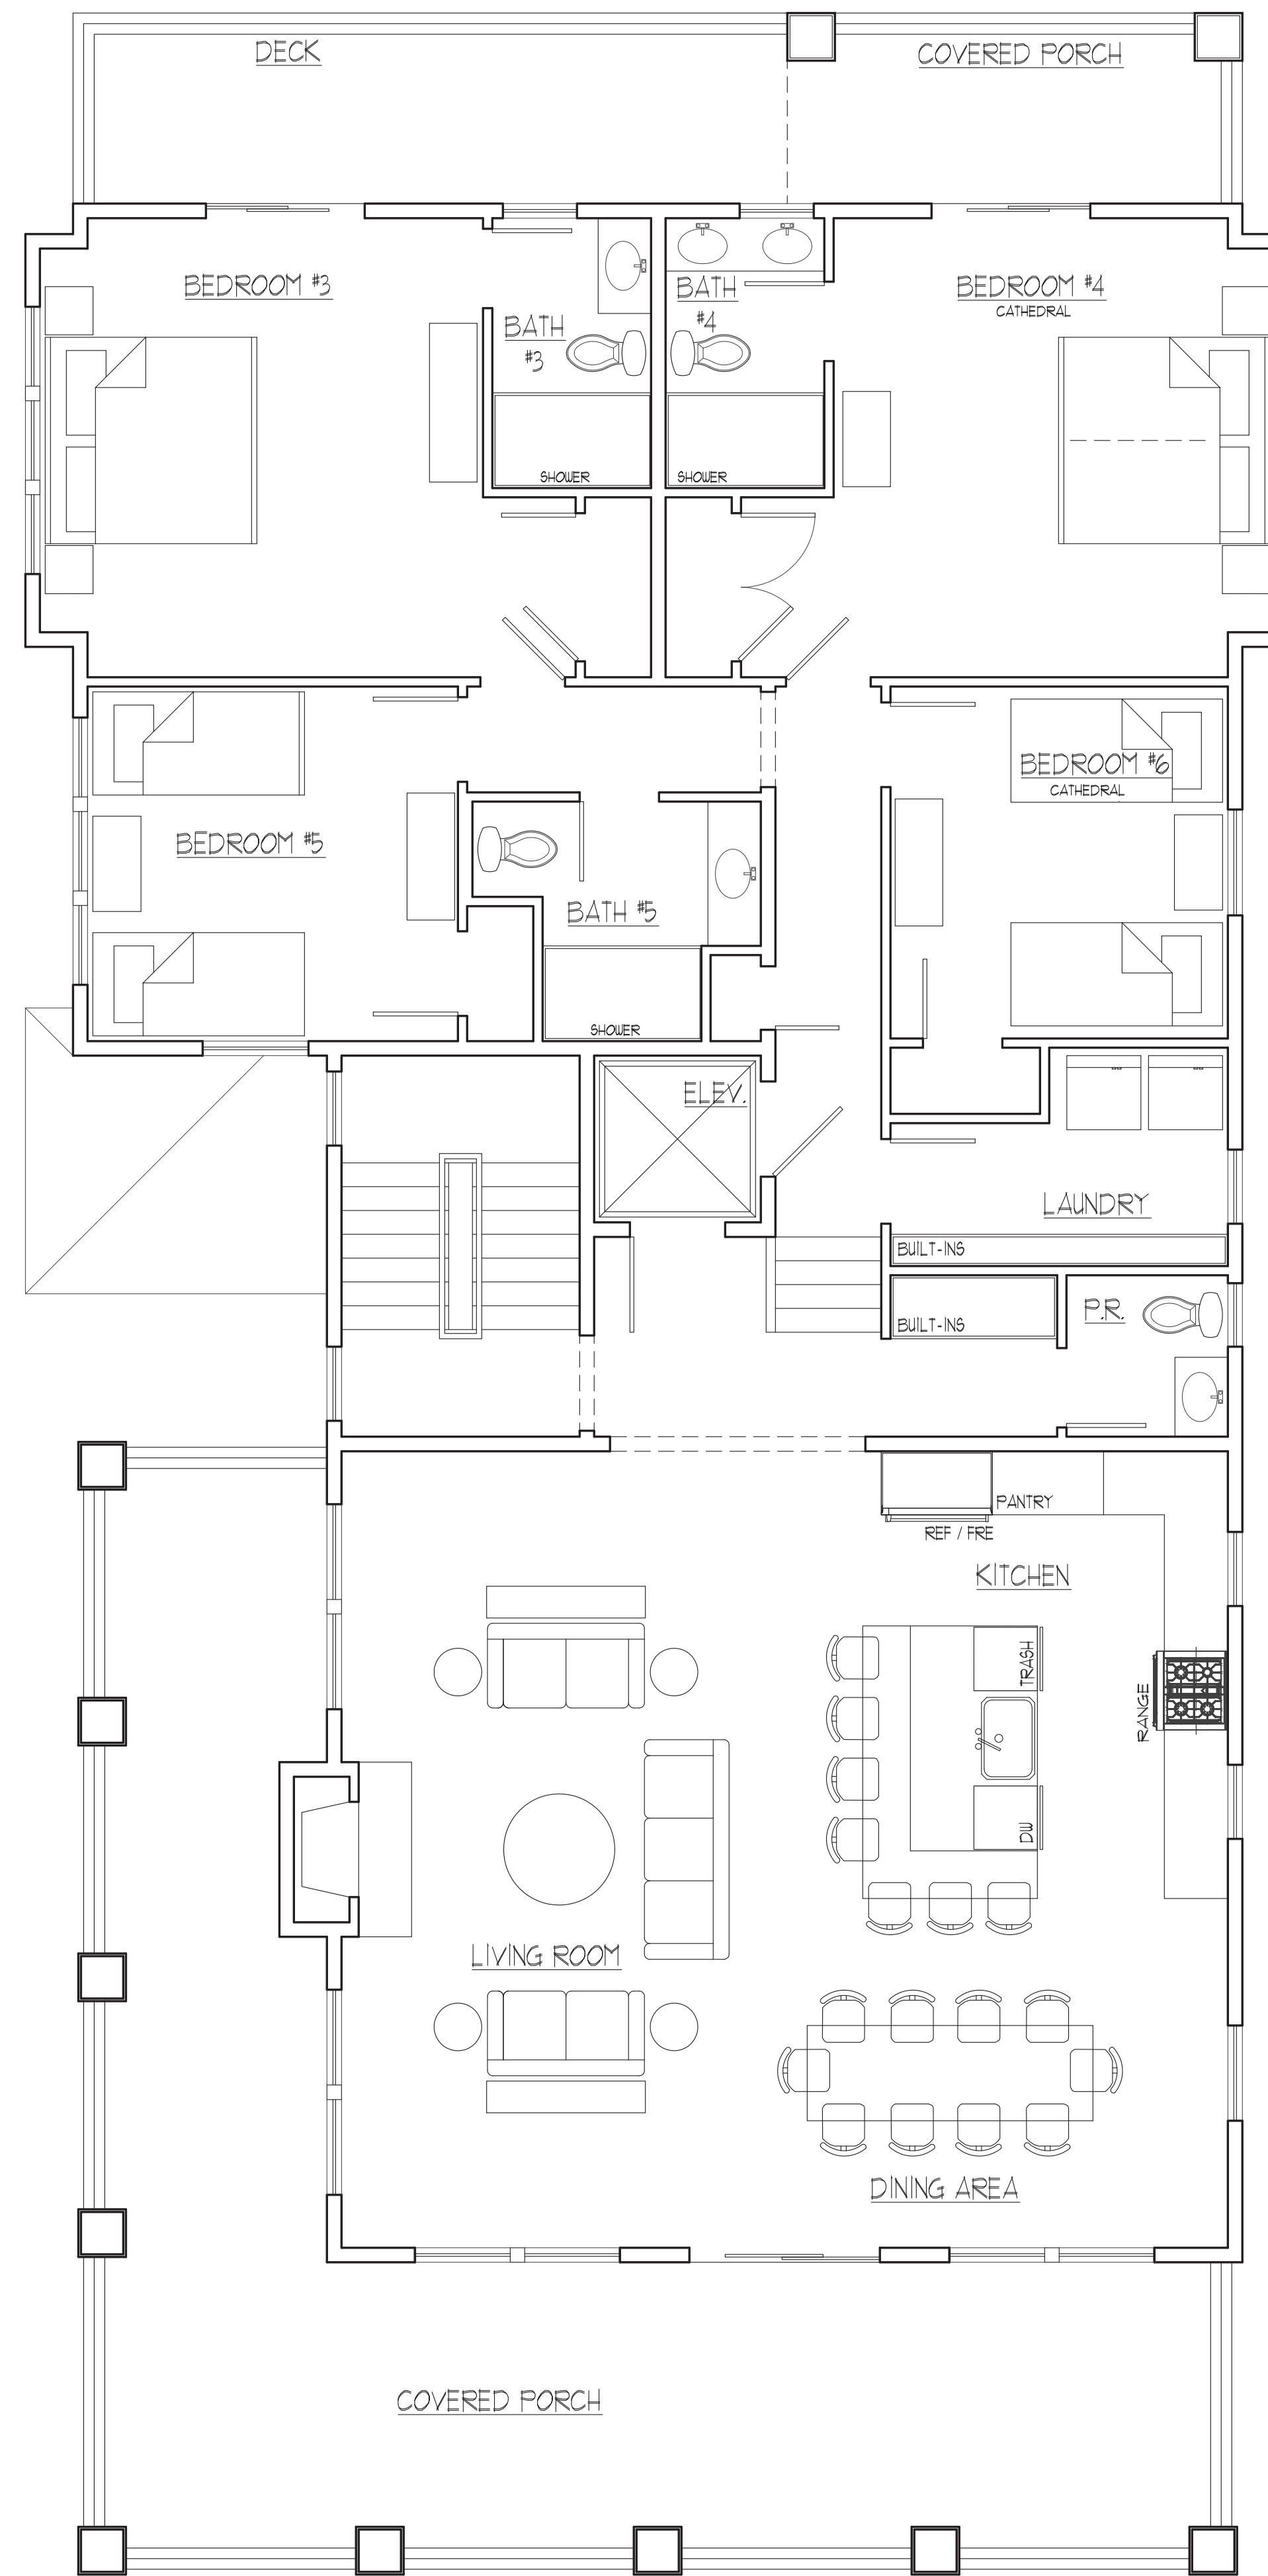 DECK
COVERED PORCH
BEDROOM #3
BATH
#3
BATH
#4
BEDROOM #4
CATHEDRAL
SHOWER
SHOWER
BEDROOM #6
CATHEDRAL
BEDROOM #5
BATH #5
SHOWER
ELEV.
LAUNDRY
BUILT-INS
BUILT-INS
P.R.
PANTRY
REF / FRE
KITCHEN
TRASH
RANGE
DW
LIVING ROOM
DINING AREA
COVERED PORCH